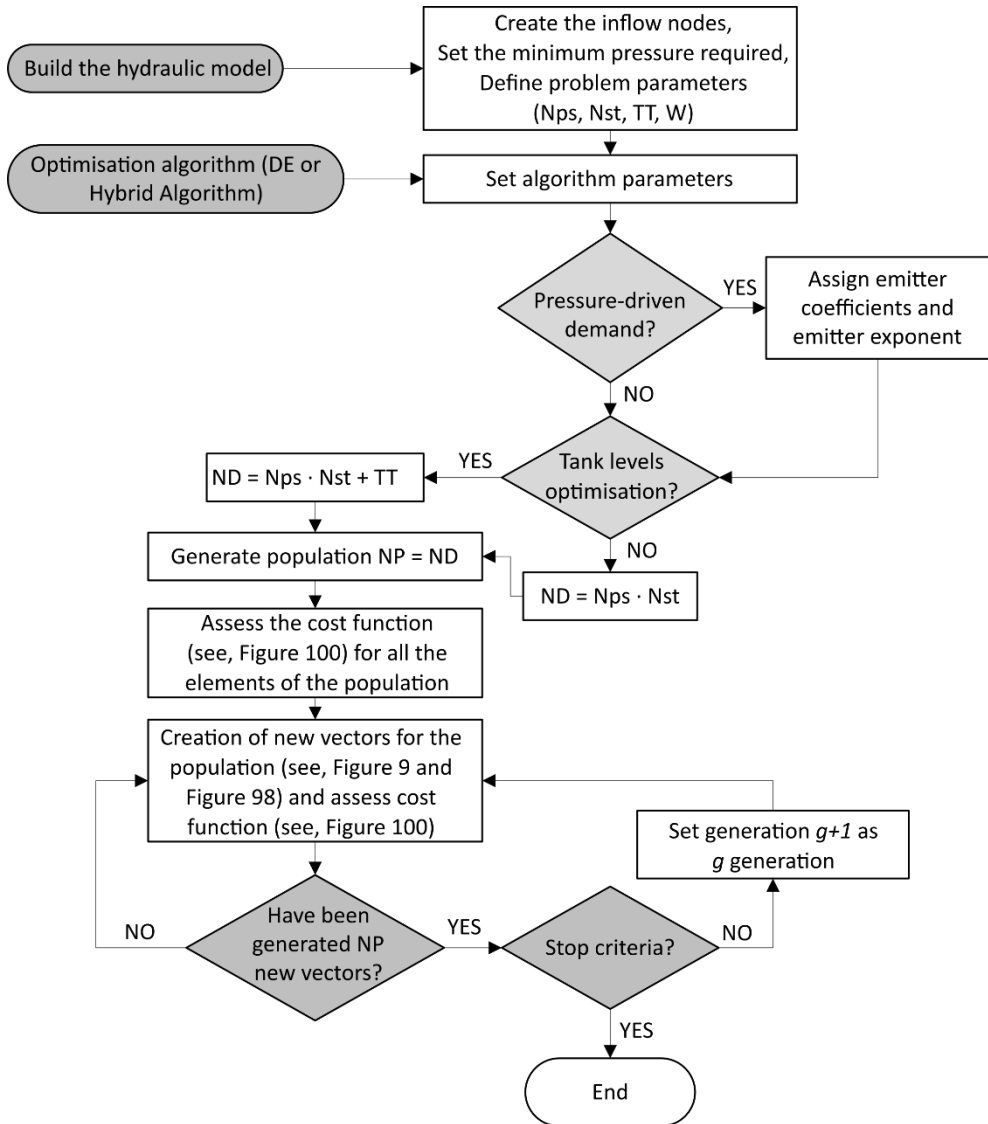 Build the hydraulic model
Create the inflow nodes,
Set the minimum pressure required,
Define problem parameters
(Nps, Nst, TT, W)
Optimisation algorithm (DE or
Hybrid Algorithm)
Set algorithm parameters
Pressure-driven
demand?
YES
Assign emitter
coefficients and
emitter exponent
NO
Tank levels
optimisation?
YES
ND = Nps · Nst + TT
NO
ND = Nps · Nst
Generate population NP = ND
Assess the cost function
(see, Figure 100) for all the
elements of the population
Creation of new vectors for the
population (see, Figure 9 and
Figure 98) and assess cost
function (see, Figure 100)
Set generation g+1 as
g generation
Have been
generated NP
new vectors?
NO
YES
Stop criteria?
NO
YES
End